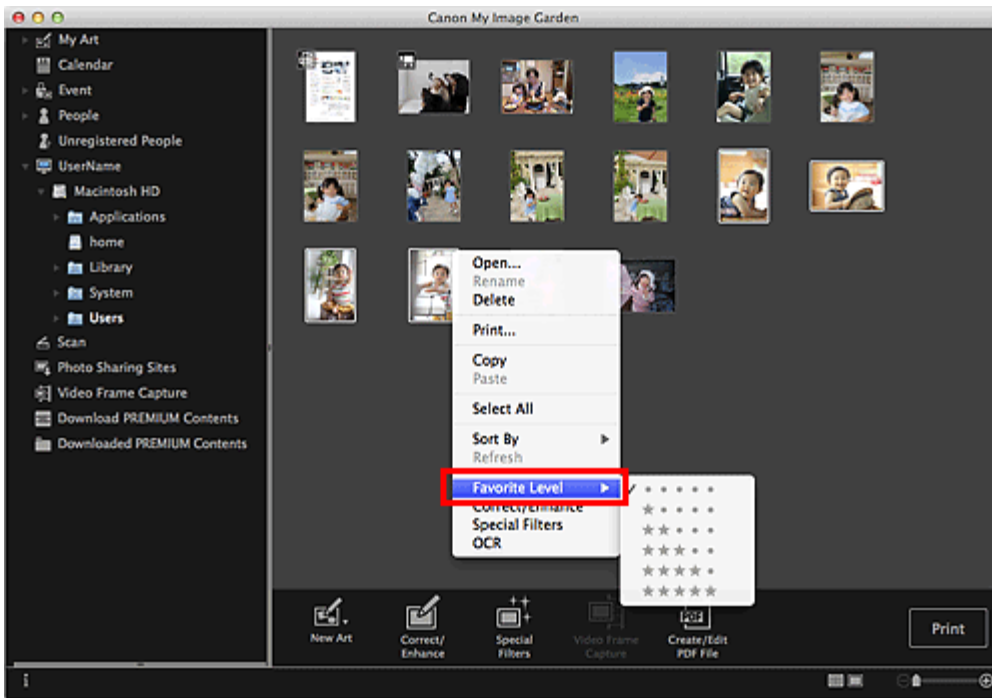 Canon My Image Garden
My Art
Calendar
Event
People
Unregistered People
UserName
Macintosh HD
Applications
home
Library
System
Users
Scan
Photo Sharing Sites
Video Frame Capture
Download PREMIUM Contents
Downloaded PREMIUM Contents
Open...
Rename
Delete
Print...
Copy
Paste
Select All
Sort By
Refresh
Favorite Level
Correct/Enhance
Special Filters
OCR
New Art
Correct/
Enhance
Special
Filters
Video Frame
Capture
PDF
Create/Edit
PDF File
Print